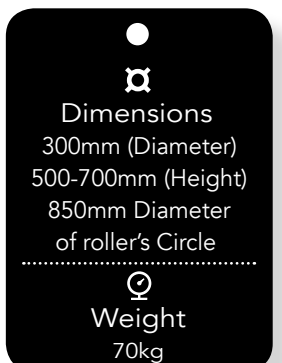 Dimensions
300mm (Diameter)
500-700mm (Height)
850mm Diameter
of roller's Circle
Weight
70kg